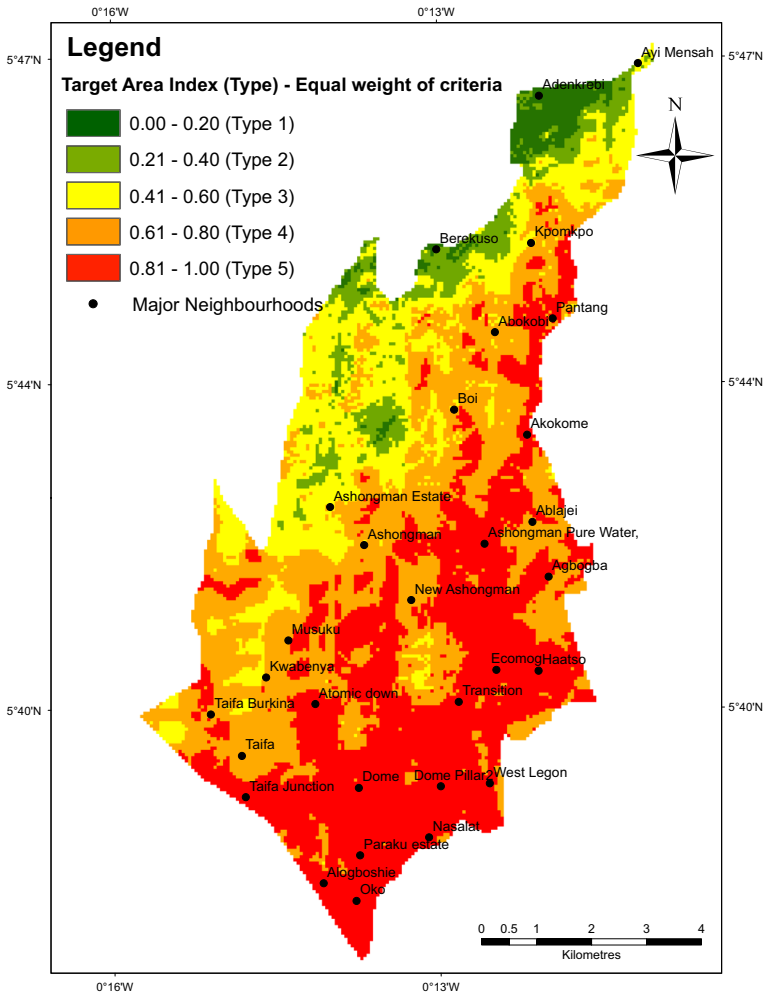 0°16'W
0°13'W
Legend
5°47'N
5°47'N
Ayi Mensah
Target Area Index (Type) - Equal weight of criteria
Adenkrebi
N
0.00 - 0.20 (Type 1)
0.21 - 0.40 (Type 2)
0.41 - 0.60 (Type 3)
0.61 - 0.80 (Type 4)
0.81 - 1.00 (Type 5)
Major Neighbourhoods
Kpomkpo
Berekuso
Pantang
Abokobi
5°44'N
5°44'N
Boi
Akokome
Ashongman Estate
Ablajei
Ashongman
Ashongman Pure Water,
Agbogba
New Ashongman
Musuku
Ecomog
Haatso
Kwabenya
Atomic down
Transition
Taifa Burkina
5°40'N
5°40'N
Taifa
Dome
Dome Pillar2
West Legon
Taifa Junction
Nasalat
Paraku estate
Alogboshie
Oko
0 0.5 1 2 3 4
Kilometres
0°16'W
0°13'W